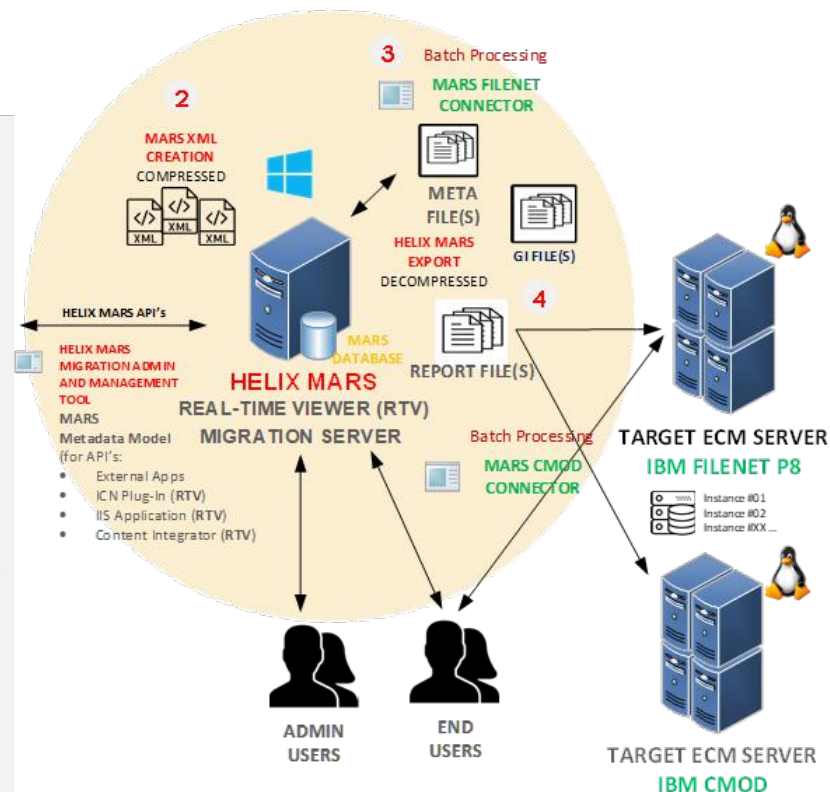 3
Batch Processing
MARS FILENET
CONNECTOR
2
MARS XML
CREATION
COMPRESSED
</>
</>
</>
XML
XML
XML
META
FILE(S)
GI FILE(S)
HELIX MARS
EXPORT
DECOMPRESSED
4
HELIX MARS API's
HELIX MARS
MIGRATION ADMIN
AND MANAGEMENT
TOOL
MARS
Metadata Model
(for API's:
• External Apps
• ICN Plug-In (RTV)
• IIS Application (RTV)
• Content Integrator (RTV)
MARS
DATABASE
REPORT FILE(S)
HELIX MARS
REAL-TIME VIEWER (RTV)
MIGRATION SERVER
Batch Processing
MARS CMOD
CONNECTOR
TARGET ECM SERVER
IBM FILENET P8
Instance #01
Instance #02
Instance #XX ...
ADMIN
USERS
END
USERS
TARGET ECM SERVER
IBM CMOD